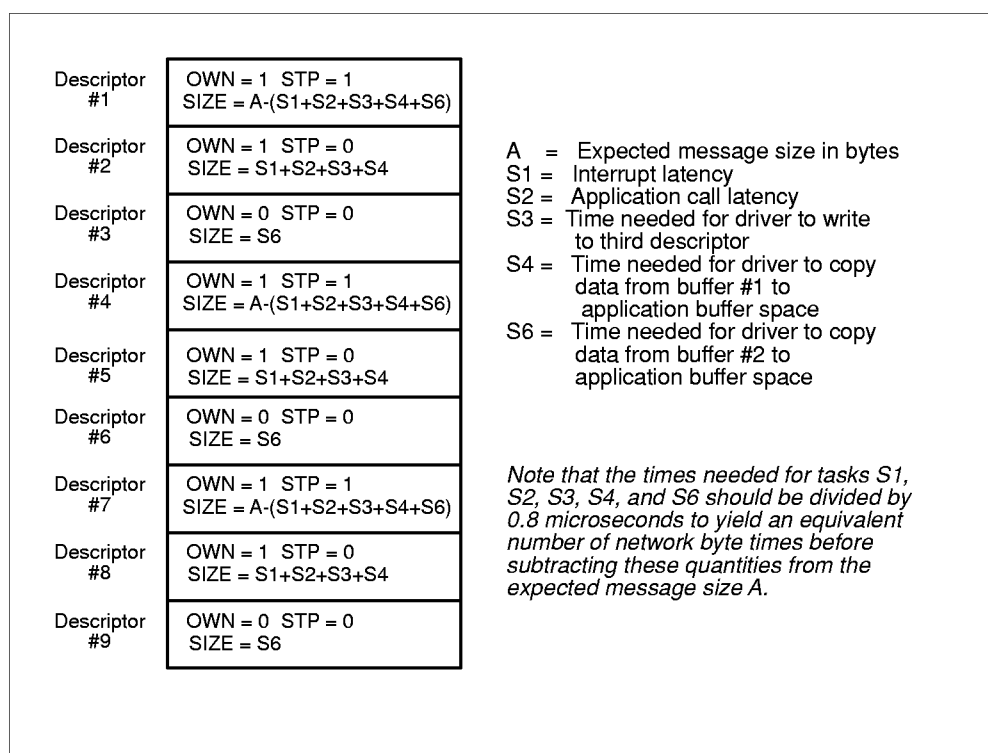 Descriptor #1
OWN = 1 STP = 1
SIZE = A-(S1+S2+S3+S4+S6)
Descriptor #2
OWN = 1 STP = 0
SIZE = S1+S2+S3+S4
Descriptor #3
OWN = 0 STP = 0
SIZE = S6
Descriptor #4
OWN = 1 STP = 1
SIZE = A-(S1+S2+S3+S4+S6)
Descriptor #5
OWN = 1 STP = 0
SIZE = S1+S2+S3+S4
Descriptor #6
OWN = 0 STP = 0
SIZE = S6
Descriptor #7
OWN = 1 STP = 1
SIZE = A-(S1+S2+S3+S4+S6)
Descriptor #8
OWN = 1 STP = 0
SIZE = S1+S2+S3+S4
Descriptor #9
OWN = 0 STP = 0
SIZE = S6
A = Expected message size in bytes
S1 = Interrupt latency
S2 = Application call latency
S3 = Time needed for driver to write
to third descriptor
S4 = Time needed for driver to copy
data from buffer #1 to
application buffer space
S6 = Time needed for driver to copy
data from buffer #2 to
application buffer space
Note that the times needed for tasks S1,
S2, S3, S4, and S6 should be divided by
0.8 microseconds to yield an equivalent
number of network byte times before
subtracting these quantities from the
expected message size A.